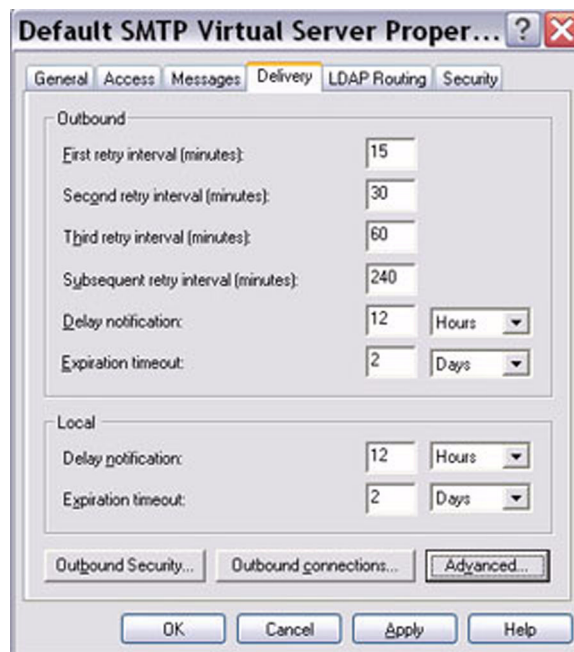 Default SMTP Virtual Server Proper... ?
General Access Messages Delivery LDAP Routing Security
Outbound
First retry interval (minutes): 15
Second retry interval (minutes): 30
Third retry interval (minutes): 60
Subsequent retry interval (minutes): 240
Delay notification: 12 Hours
Expiration timeout: 2 Days
Local
Delay notification: 12 Hours
Expiration timeout: 2 Days
Outbound Security... Outbound connections... Advanced...
OK Cancel Apply Help